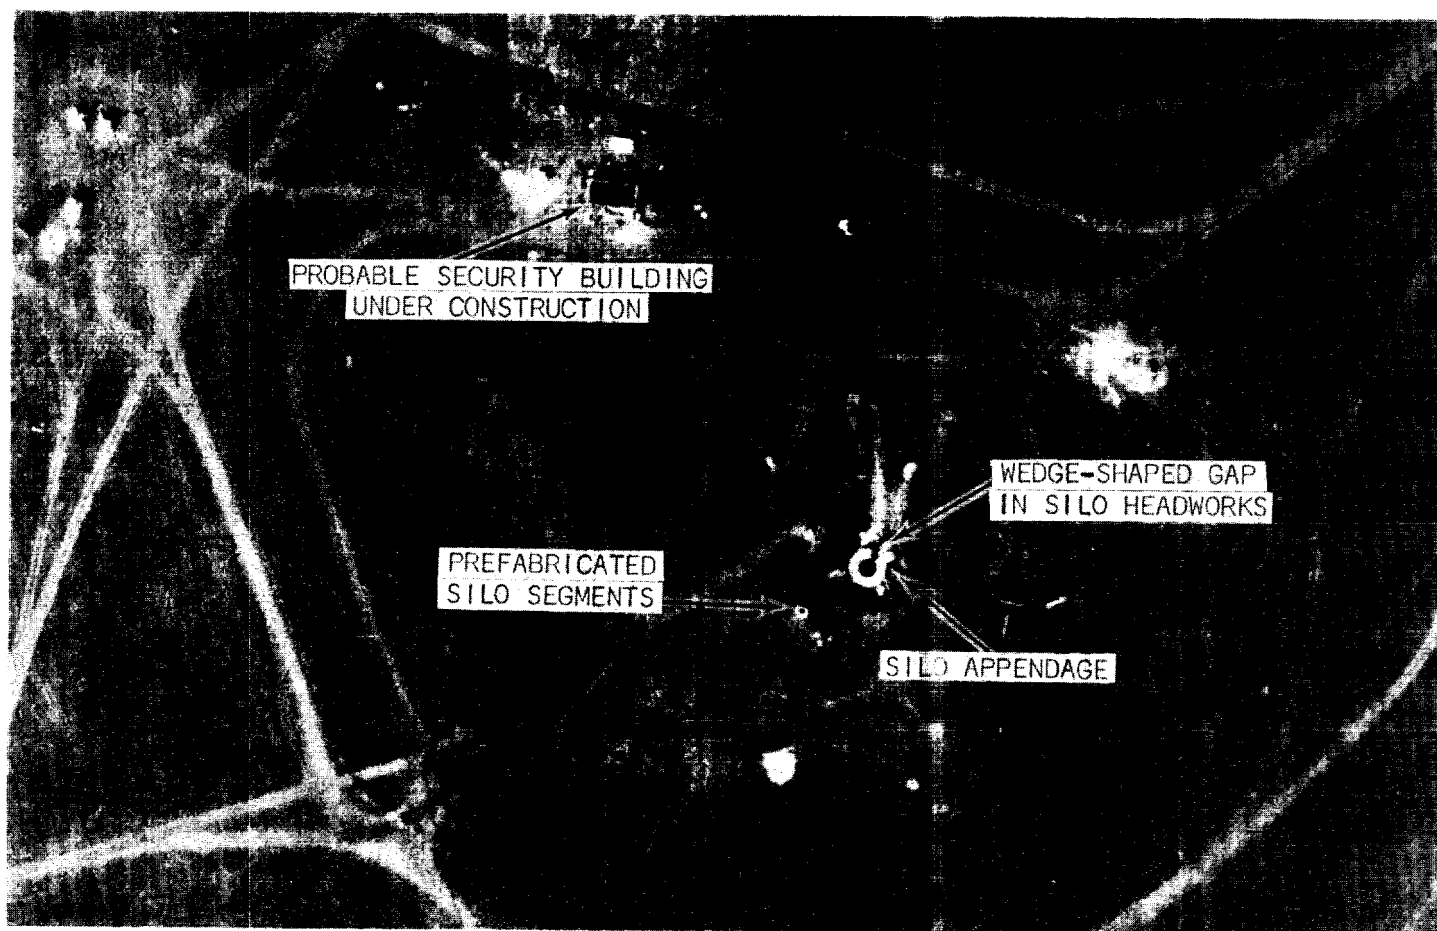 PROBABLE SECURITY BUILDING
UNDER CONSTRUCTION
WEDGE-SHAPED GAP
IN SILO HEADWORKS
PREFABRICATED
SILO SEGMENTS
SILO APPENDAGE